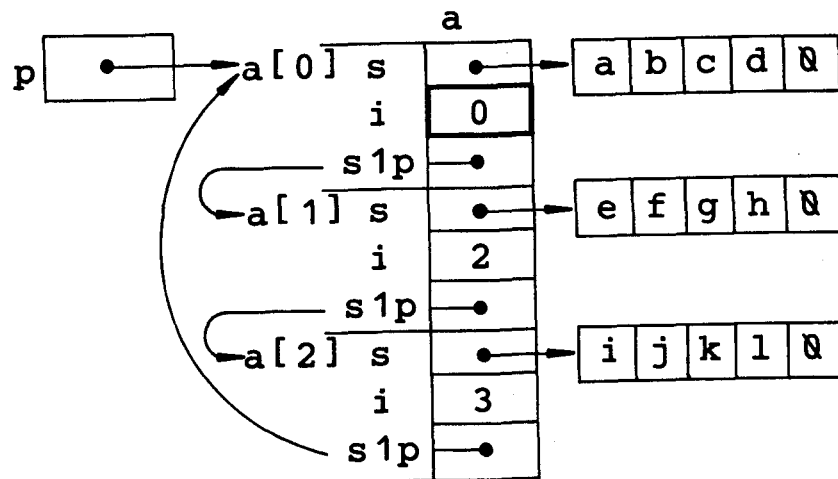 a
p a[0] s a b c d \0
i 0
s1p
a[1] s e f g h \0
i 2
s1p
a[2] s i j k l \0
i 3
s1p